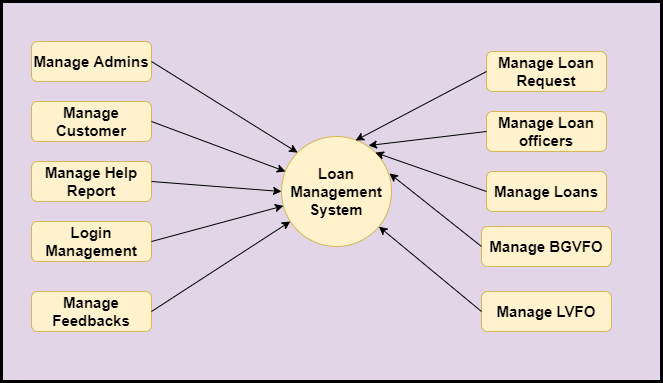 Manage Admins
Manage
Customer
Manage Help
Report
Login
Management
Manage
Feedbacks
Loan
Management
System
Manage Loan
Request
Manage Loan
officers
Manage Loans
Manage BGVFO
Manage LVFO